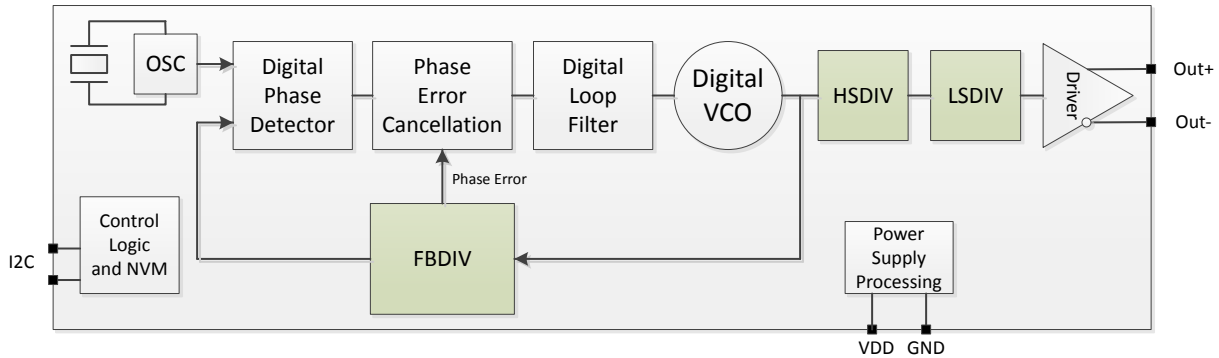 OSC
Digital
Phase
Detector
Phase
Error
Cancellation
Digital
Loop
Filter
Digital
VCO
HSDIV
LSDIV
Driver
Out+
Out-
Phase Error
FBDIV
Control
Logic
and NVM
I2C
Power
Supply
Processing
VDD
GND